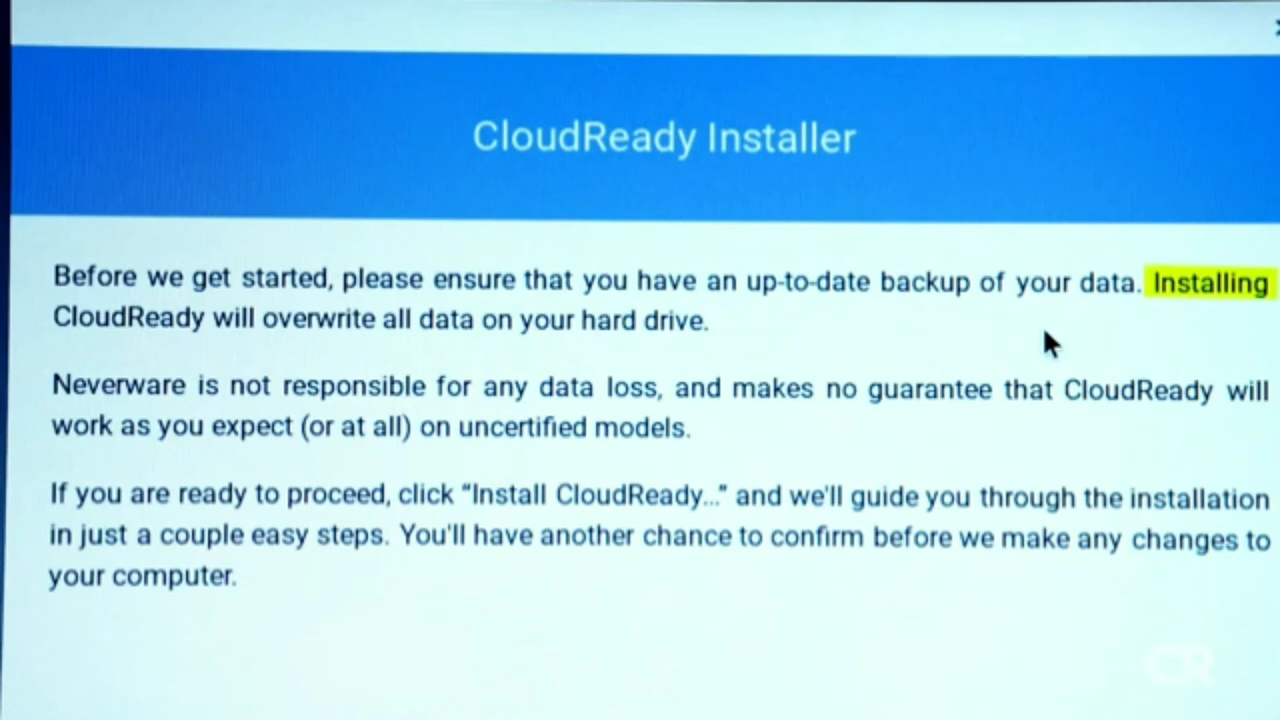 CloudReady Installer
Before we get started, please ensure that you have an up-to-date backup of your data. Installing
CloudReady will overwrite all data on your hard drive.
Neverware is not responsible for any data loss, and makes no guarantee that CloudReady will
work as you expect (or at all) on uncertified models.
If you are ready to proceed, click “Install CloudReady...” and we'll guide you through the installation
in just a couple easy steps. You'll have another chance to confirm before we make any changes to
your computer.
CR